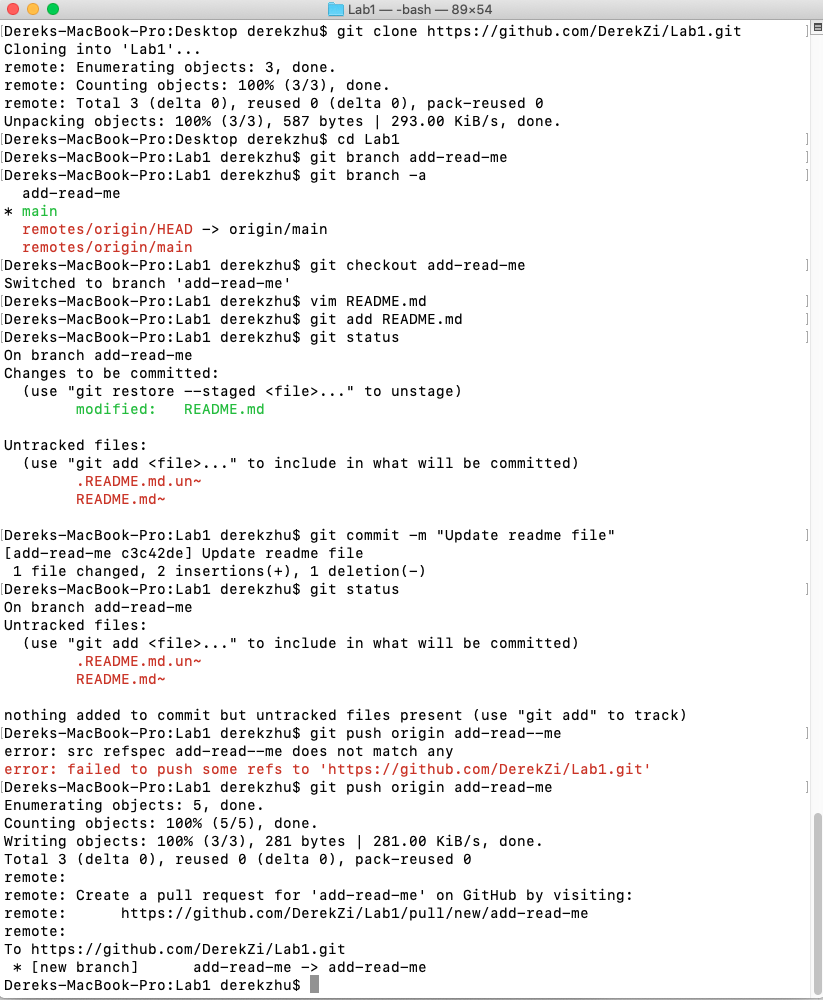 Lab1 — -bash — 89×54
[Dereks-MacBook-Pro:Desktop derekzhu$ git clone https://github.com/DerekZi/Lab1.git ]
Cloning into 'Lab1'...
remote: Enumerating objects: 3, done.
remote: Counting objects: 100% (3/3), done.
remote: Total 3 (delta 0), reused 0 (delta 0), pack-reused 0
Unpacking objects: 100% (3/3), 587 bytes | 293.00 KiB/s, done.
[Dereks-MacBook-Pro:Desktop derekzhu$ cd Lab1 ]
[Dereks-MacBook-Pro:Lab1 derekzhu$ git branch add-read-me ]
[Dereks-MacBook-Pro:Lab1 derekzhu$ git branch -a ]
  add-read-me
* main
  remotes/origin/HEAD -> origin/main
  remotes/origin/main
[Dereks-MacBook-Pro:Lab1 derekzhu$ git checkout add-read-me ]
Switched to branch 'add-read-me'
[Dereks-MacBook-Pro:Lab1 derekzhu$ vim README.md ]
[Dereks-MacBook-Pro:Lab1 derekzhu$ git add README.md ]
[Dereks-MacBook-Pro:Lab1 derekzhu$ git status ]
On branch add-read-me
Changes to be committed:
  (use "git restore --staged <file>..." to unstage)
        modified:   README.md

Untracked files:
  (use "git add <file>..." to include in what will be committed)
        .README.md.un~
        README.md~

[Dereks-MacBook-Pro:Lab1 derekzhu$ git commit -m "Update readme file" ]
[add-read-me c3c42de] Update readme file
 1 file changed, 2 insertions(+), 1 deletion(-)
[Dereks-MacBook-Pro:Lab1 derekzhu$ git status ]
On branch add-read-me
Untracked files:
  (use "git add <file>..." to include in what will be committed)
        .README.md.un~
        README.md~

nothing added to commit but untracked files present (use "git add" to track)
[Dereks-MacBook-Pro:Lab1 derekzhu$ git push origin add-read--me ]
error: src refspec add-read--me does not match any
error: failed to push some refs to 'https://github.com/DerekZi/Lab1.git'
[Dereks-MacBook-Pro:Lab1 derekzhu$ git push origin add-read-me ]
Enumerating objects: 5, done.
Counting objects: 100% (5/5), done.
Writing objects: 100% (3/3), 281 bytes | 281.00 KiB/s, done.
Total 3 (delta 0), reused 0 (delta 0), pack-reused 0
remote:
remote: Create a pull request for 'add-read-me' on GitHub by visiting:
remote:      https://github.com/DerekZi/Lab1/pull/new/add-read-me
remote:
To https://github.com/DerekZi/Lab1.git
 * [new branch]      add-read-me -> add-read-me
Dereks-MacBook-Pro:Lab1 derekzhu$